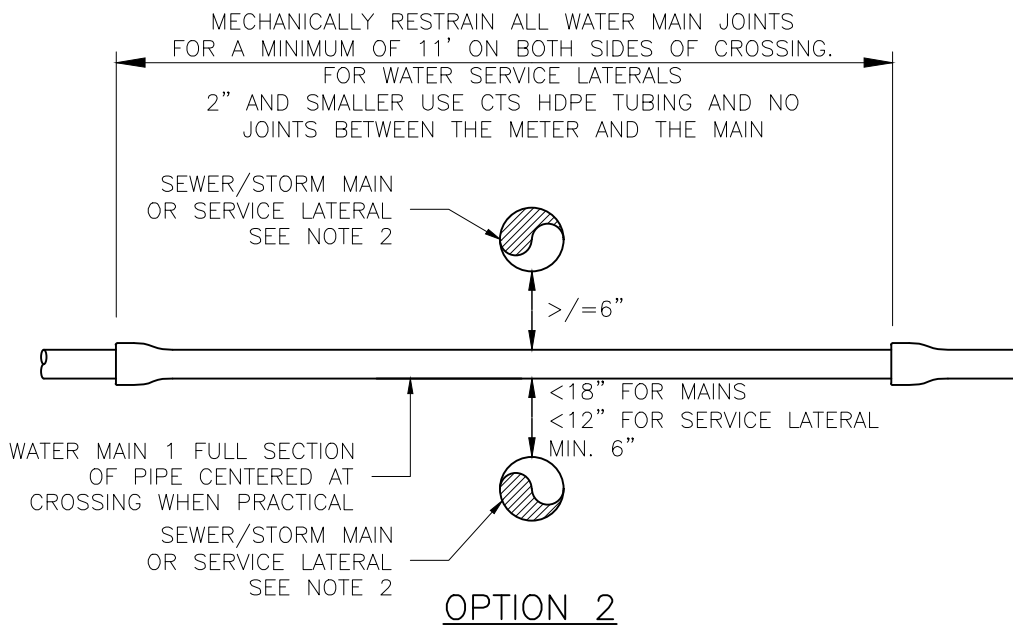 MECHANICALLY RESTRAIN ALL WATER MAIN JOINTS
FOR A MINIMUM OF 11' ON BOTH SIDES OF CROSSING.
FOR WATER SERVICE LATERALS
2" AND SMALLER USE CTS HDPE TUBING AND NO
JOINTS BETWEEN THE METER AND THE MAIN
SEWER/STORM MAIN
OR SERVICE LATERAL
SEE NOTE 2
>/=6"
<18" FOR MAINS
<12" FOR SERVICE LATERAL
MIN. 6"
WATER MAIN 1 FULL SECTION
OF PIPE CENTERED AT
CROSSING WHEN PRACTICAL
SEWER/STORM MAIN
OR SERVICE LATERAL
SEE NOTE 2
OPTION 2